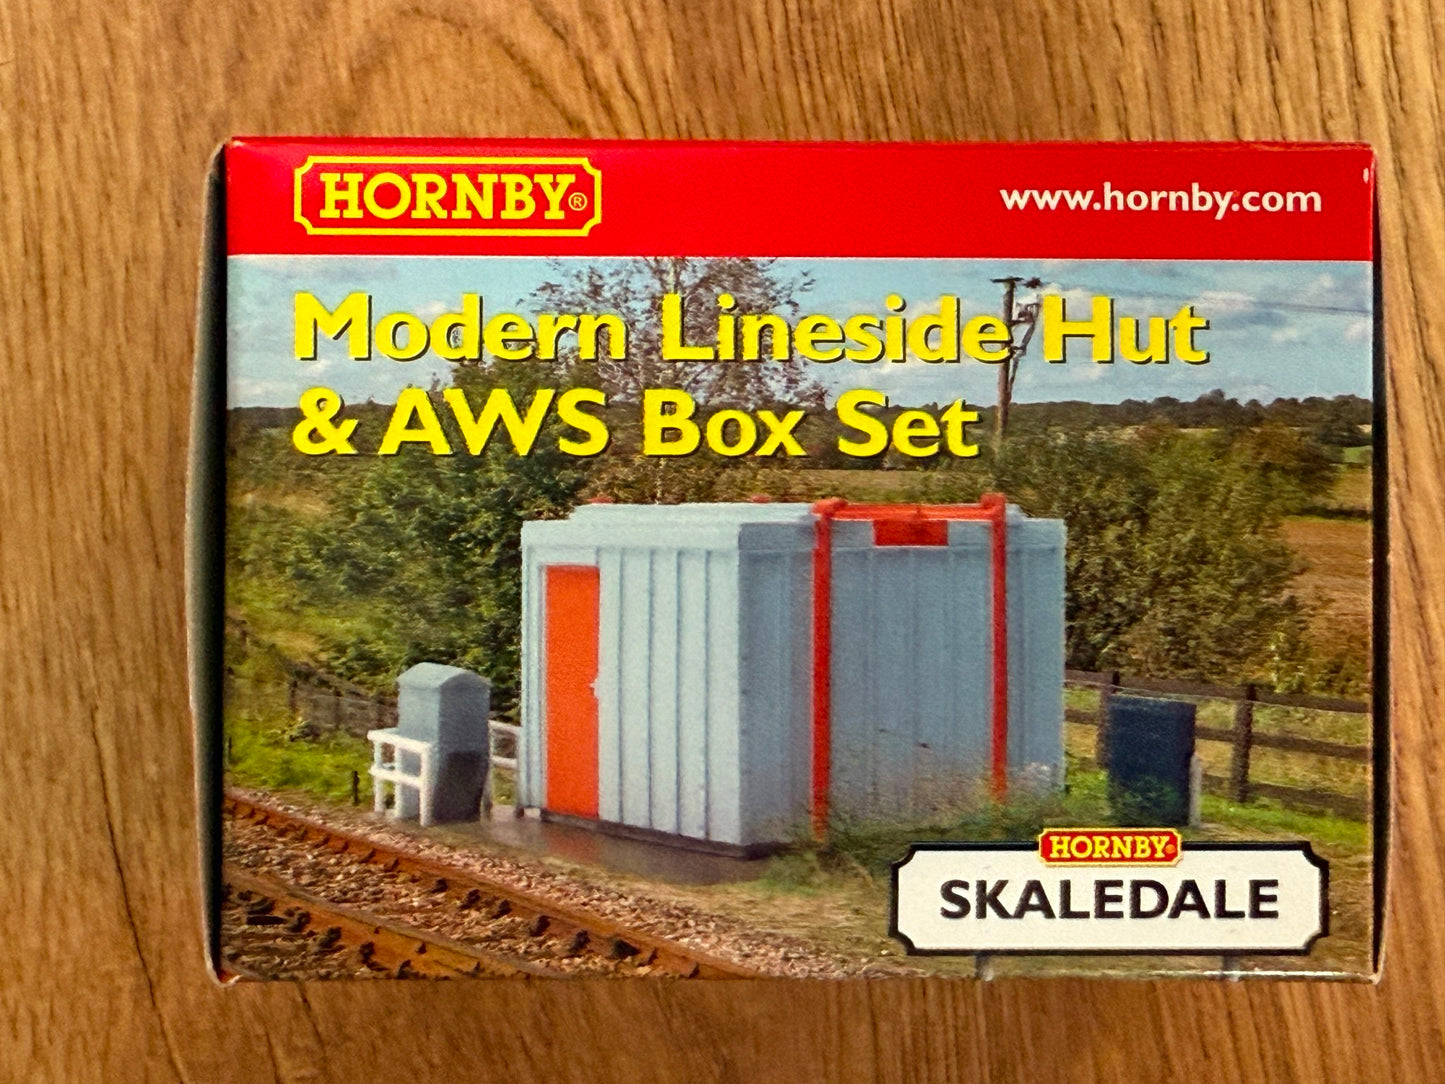 HORNBY®
www.hornby.com
Modern Lineside Hut
& AWS Box Set
HORNBY®
SKALEDALE